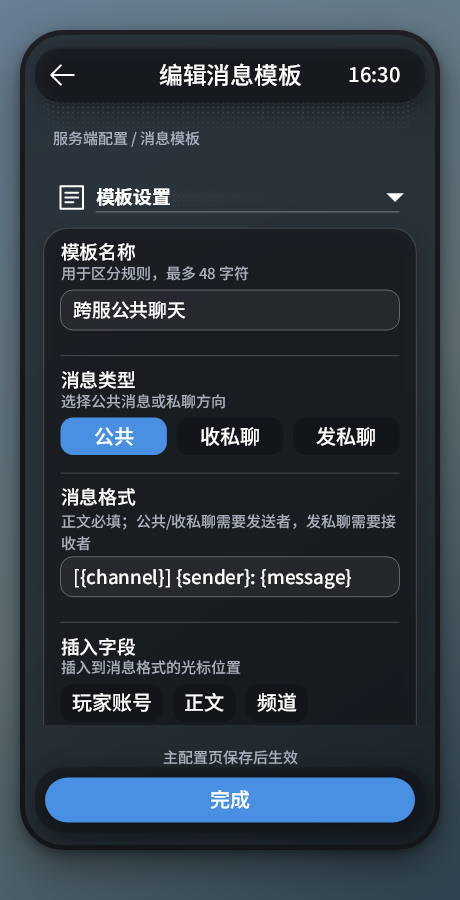 编辑消息模板 16:30
服务端配置 / 消息模板
模板设置
模板名称
用于区分规则，最多 48 字符
跨服公共聊天
消息类型
选择公共消息或私聊方向
公共 收私聊 发私聊
消息格式
正文必填；公共/收私聊需要发送者，发私聊需要接
收者
[{channel}] {sender}: {message}
插入字段
插入到消息格式的光标位置
玩家账号 正文 频道
主配置页保存后生效
完成